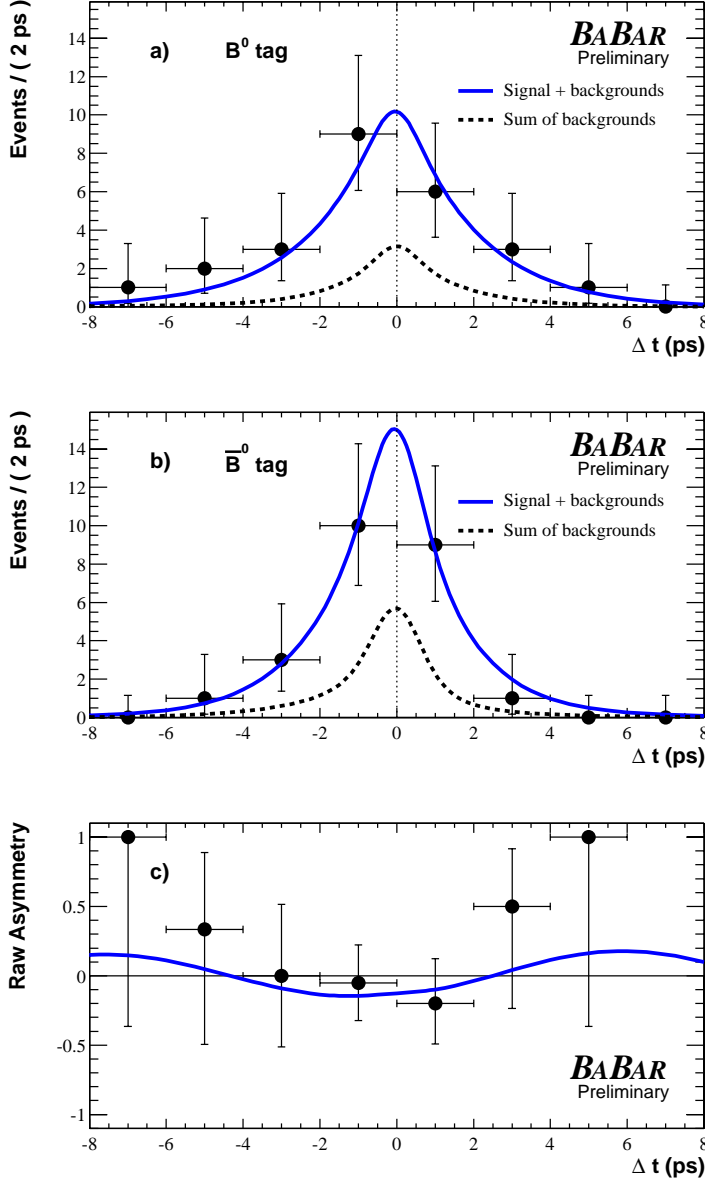 Events / ( 2 ps )
a) B⁰ tag
BABAR
Preliminary
Signal + backgrounds
Sum of backgrounds
14
12
10
8
6
4
2
0
-8 -6 -4 -2 0 2 4 6 8
Δ t (ps)
Events / ( 2 ps )
b) B̅⁰ tag
BABAR
Preliminary
Signal + backgrounds
Sum of backgrounds
14
12
10
8
6
4
2
0
-8 -6 -4 -2 0 2 4 6 8
Δ t (ps)
Raw Asymmetry
c)
1
0.5
0
-0.5
-1
BABAR
Preliminary
-8 -6 -4 -2 0 2 4 6 8
Δ t (ps)